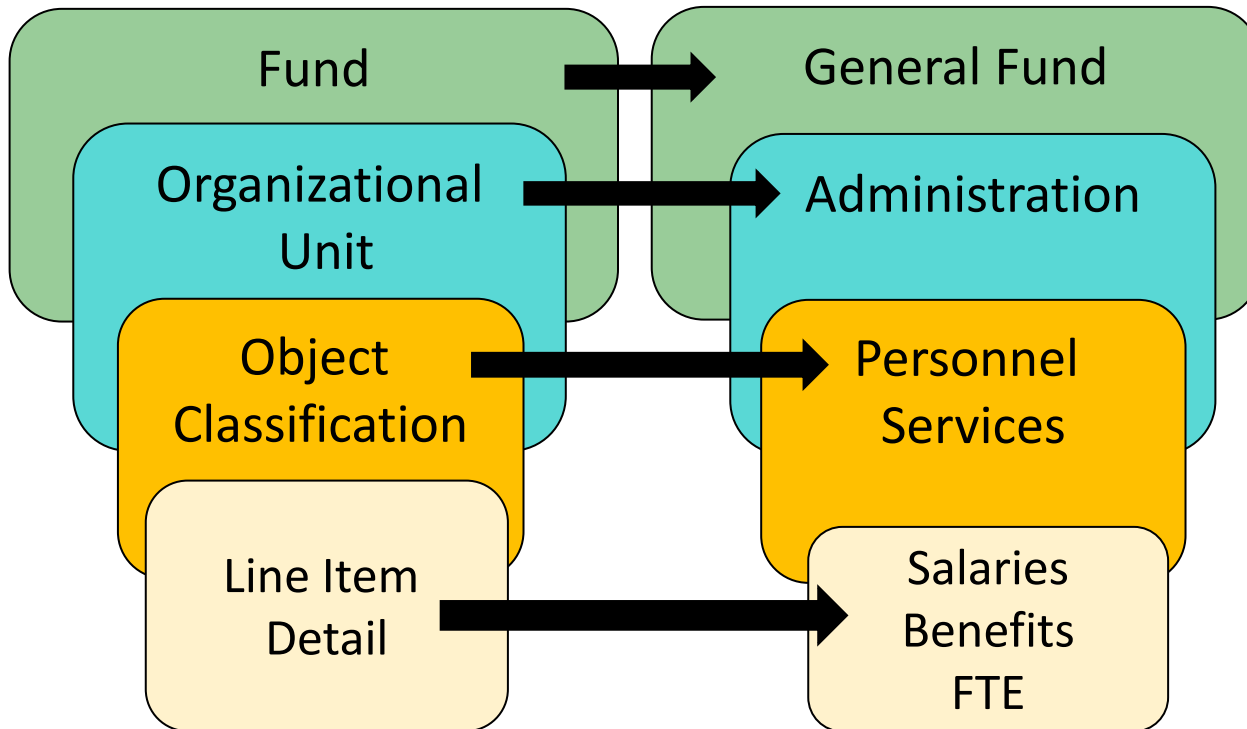 Fund
General Fund
Organizational
Unit
Administration
Object
Classification
Personnel
Services
Line Item
Detail
Salaries
Benefits
FTE